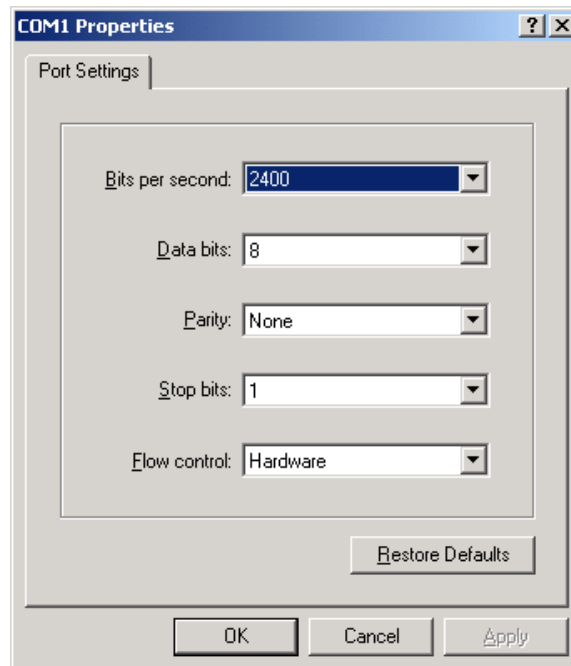 COM1 Properties
Port Settings
Bits per second: 2400
Data bits: 8
Parity: None
Stop bits: 1
Flow control: Hardware
Restore Defaults
OK Cancel Apply